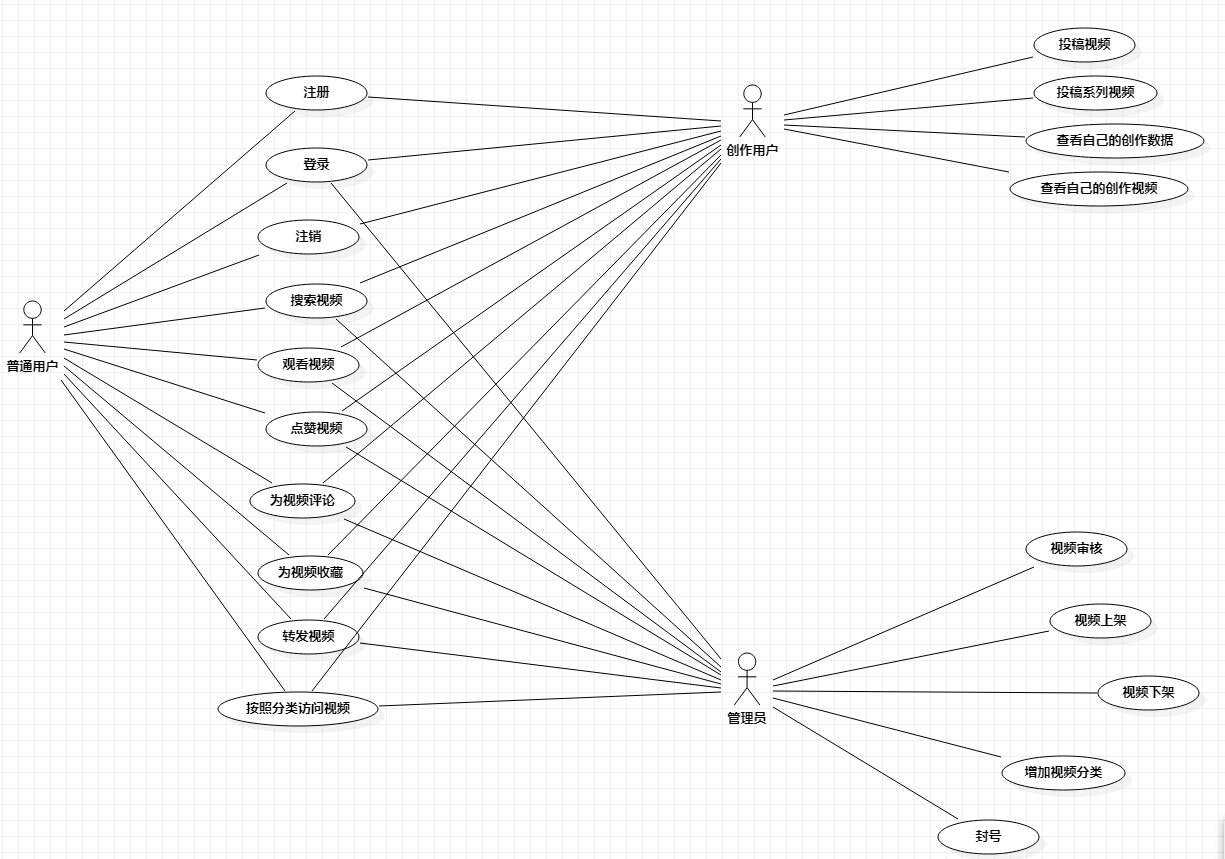 投稿视频
注册
投稿系列视频
查看自己的创作数据
创作用户
登录
查看自己的创作视频
注销
搜索视频
普通用户
观看视频
点赞视频
为视频评论
视频审核
为视频收藏
视频上架
转发视频
视频下架
按照分类访问视频
管理员
增加视频分类
封号